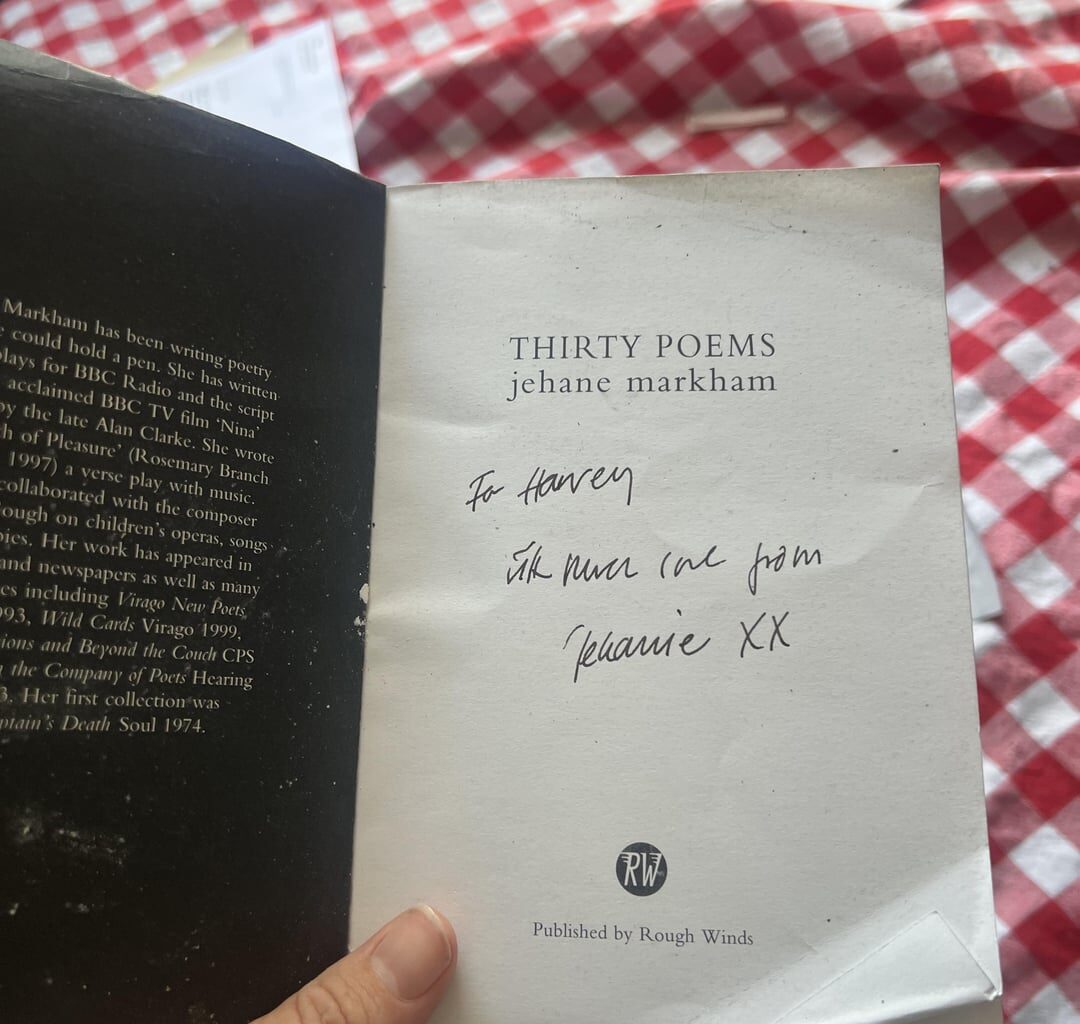 Markham has been writing poetry
e could hold a pen. She has written
plays for BBC Radio and the script
acclaimed BBC TV film ‘Nina’
by the late Alan Clarke. She wrote
h of Pleasure’ (Rosemary Branch
1997) a verse play with music.
collaborated with the composer
ough on children’s operas, songs
pies. Her work has appeared in
and newspapers as well as many
es including Virago New Poets
993, Wild Cards Virago 1999,
ions and Beyond the Couch CPS
the Company of Poets Hearing
3. Her first collection was
ptain’s Death Soul 1974.
THIRTY POEMS
jehane markham
For Harvey
with much love from
Jehanie XX
RW
Published by Rough Winds